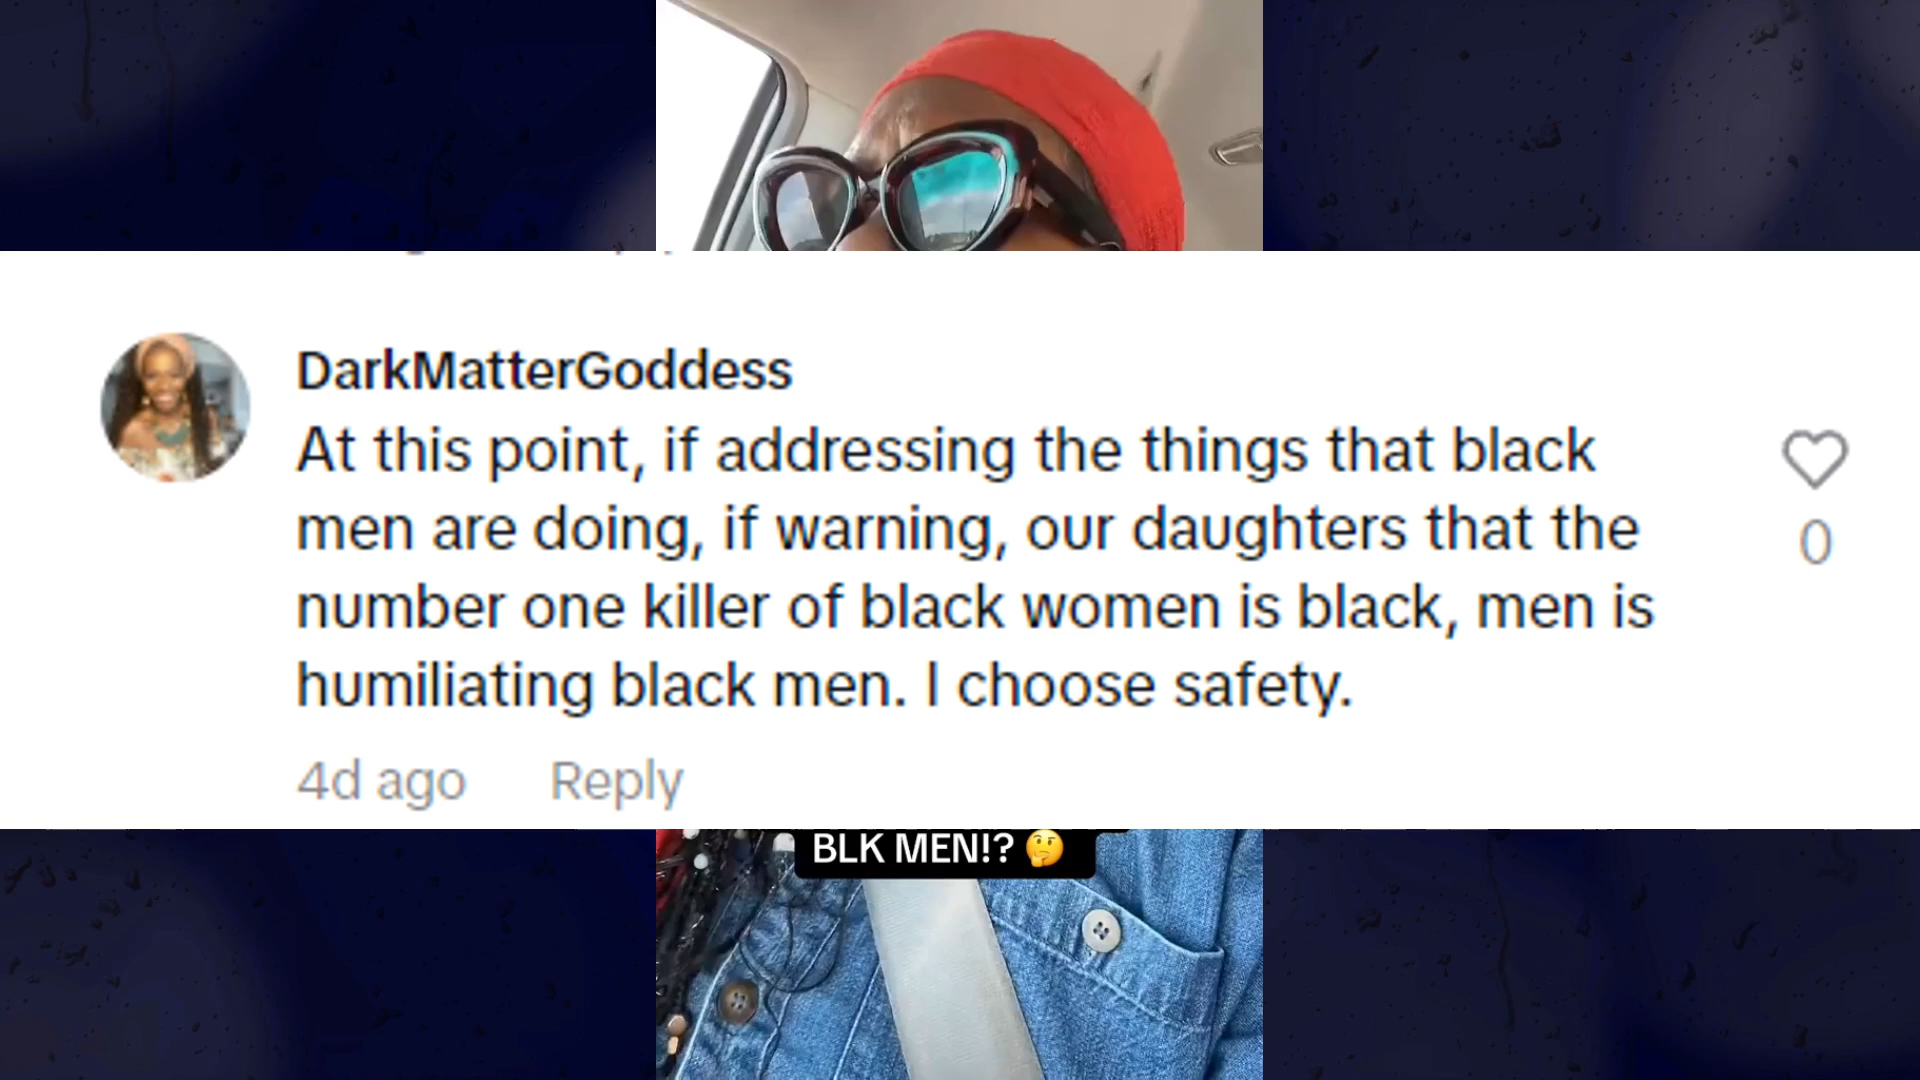 DarkMatterGoddess
At this point, if addressing the things that black
men are doing, if warning, our daughters that the
number one killer of black women is black, men is
humiliating black men. I choose safety.
0
4d ago Reply
BLK MEN!? 🤔